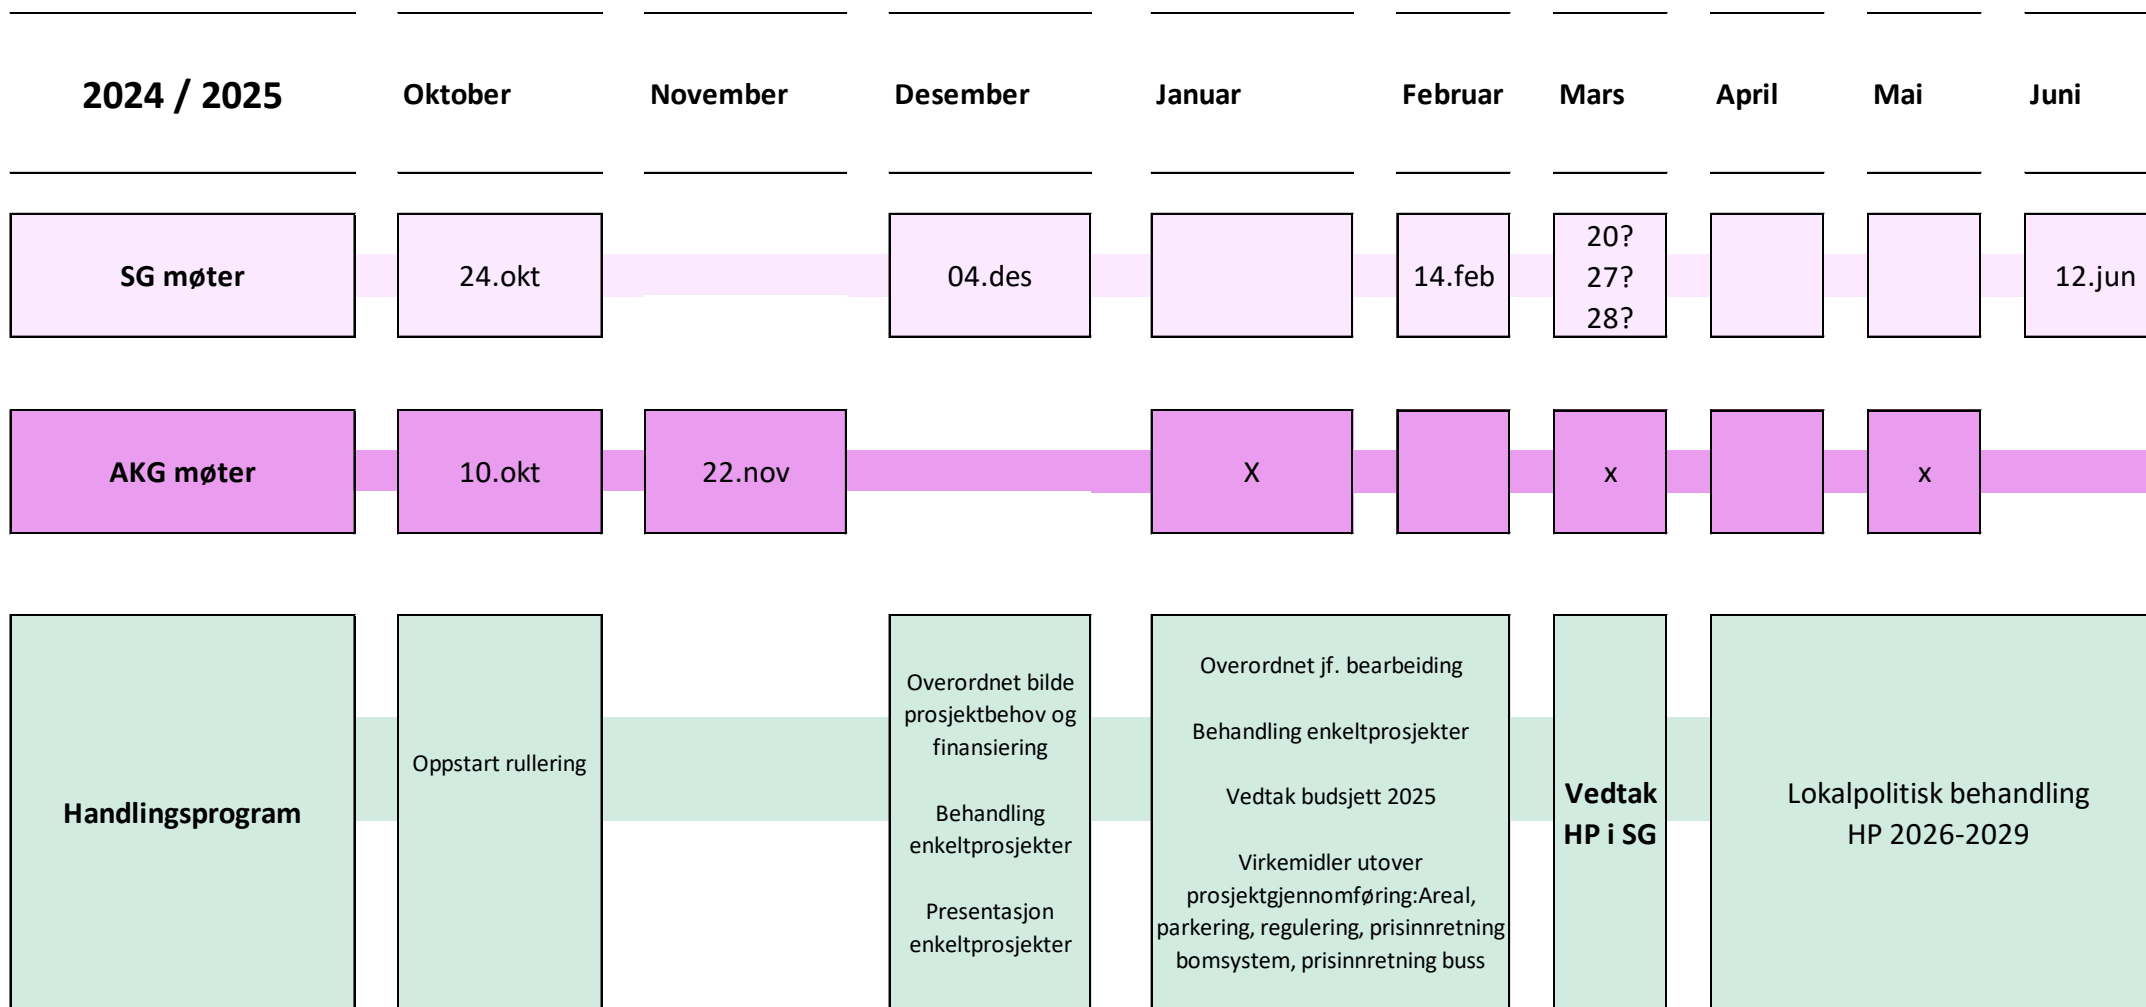 2024 / 2025
Oktober
November
Desember
Januar
Februar
Mars
April
Mai
Juni
SG møter
24.okt
04.des
14.feb
20?
27?
28?
12.jun
AKG møter
10.okt
22.nov
X
x
x
Handlingsprogram
Oppstart rullering
Overordnet bilde
prosjektbehov og
finansiering
Behandling
enkeltprosjekter
Presentasjon
enkeltprosjekter
Overordnet jf. bearbeiding
Behandling enkeltprosjekter
Vedtak budsjett 2025
Virkemidler utover
prosjektgjennomføring:Areal,
parkering, regulering, prisinnretning
bomsystem, prisinnretning buss
Vedtak
HP i SG
Lokalpolitisk behandling
HP 2026-2029